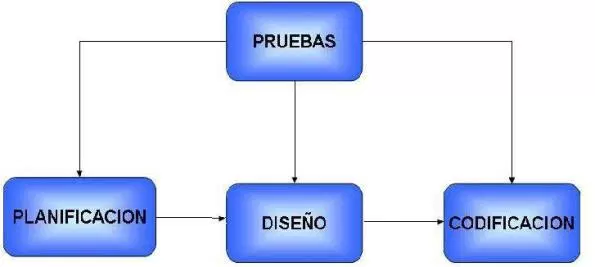 PRUEBAS
PLANIFICACION
DISEÑO
CODIFICACION